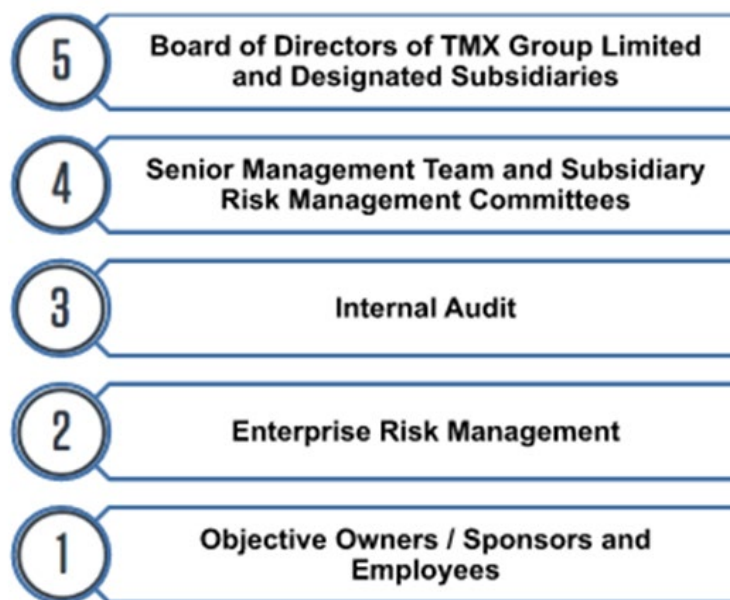 5
Board of Directors of TMX Group Limited
and Designated Subsidiaries
4
Senior Management Team and Subsidiary
Risk Management Committees
3
Internal Audit
2
Enterprise Risk Management
1
Objective Owners / Sponsors and
Employees